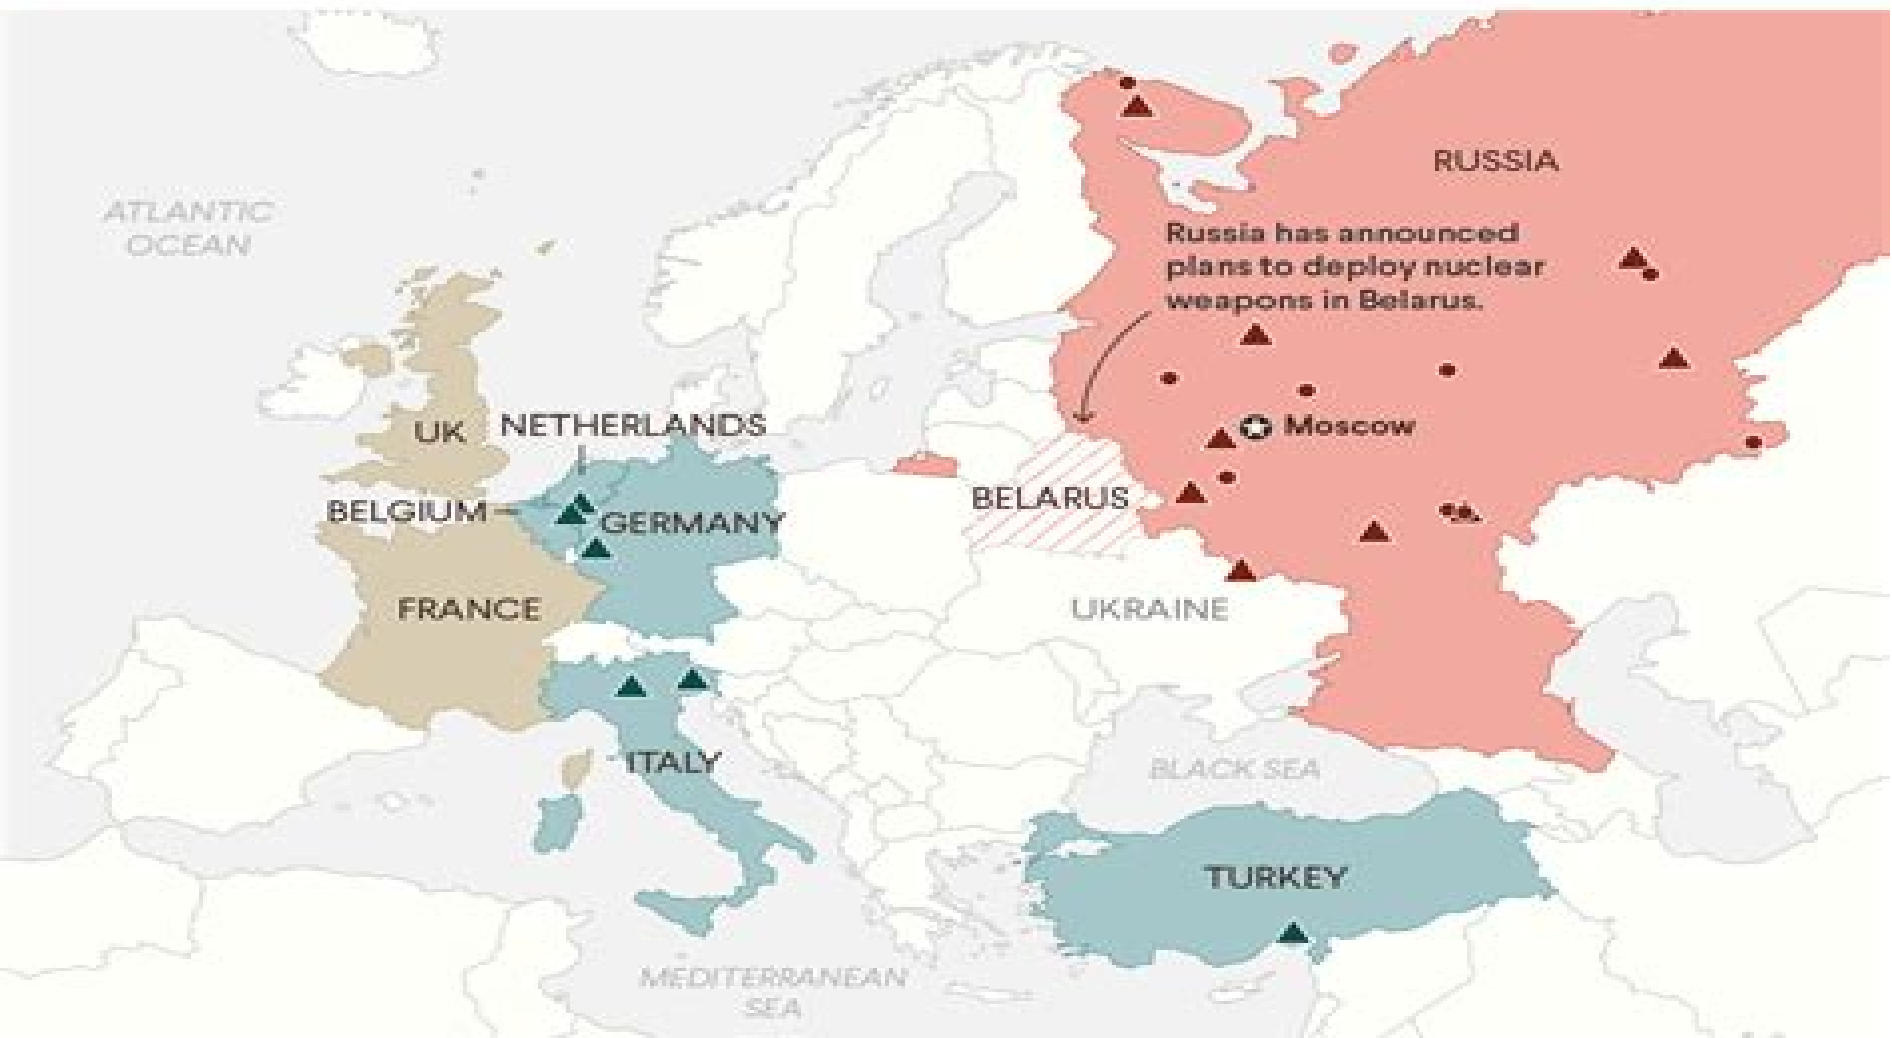 RUSSIA
ATLANTIC
OCEAN
Russia has announced
plans to deploy nuclear
weapons in Belarus.
UK
NETHERLANDS
Moscow
BELGIUM
GERMANY
BELARUS
FRANCE
UKRAINE
ITALY
BLACK SEA
TURKEY
MEDITERRANEAN
SEA